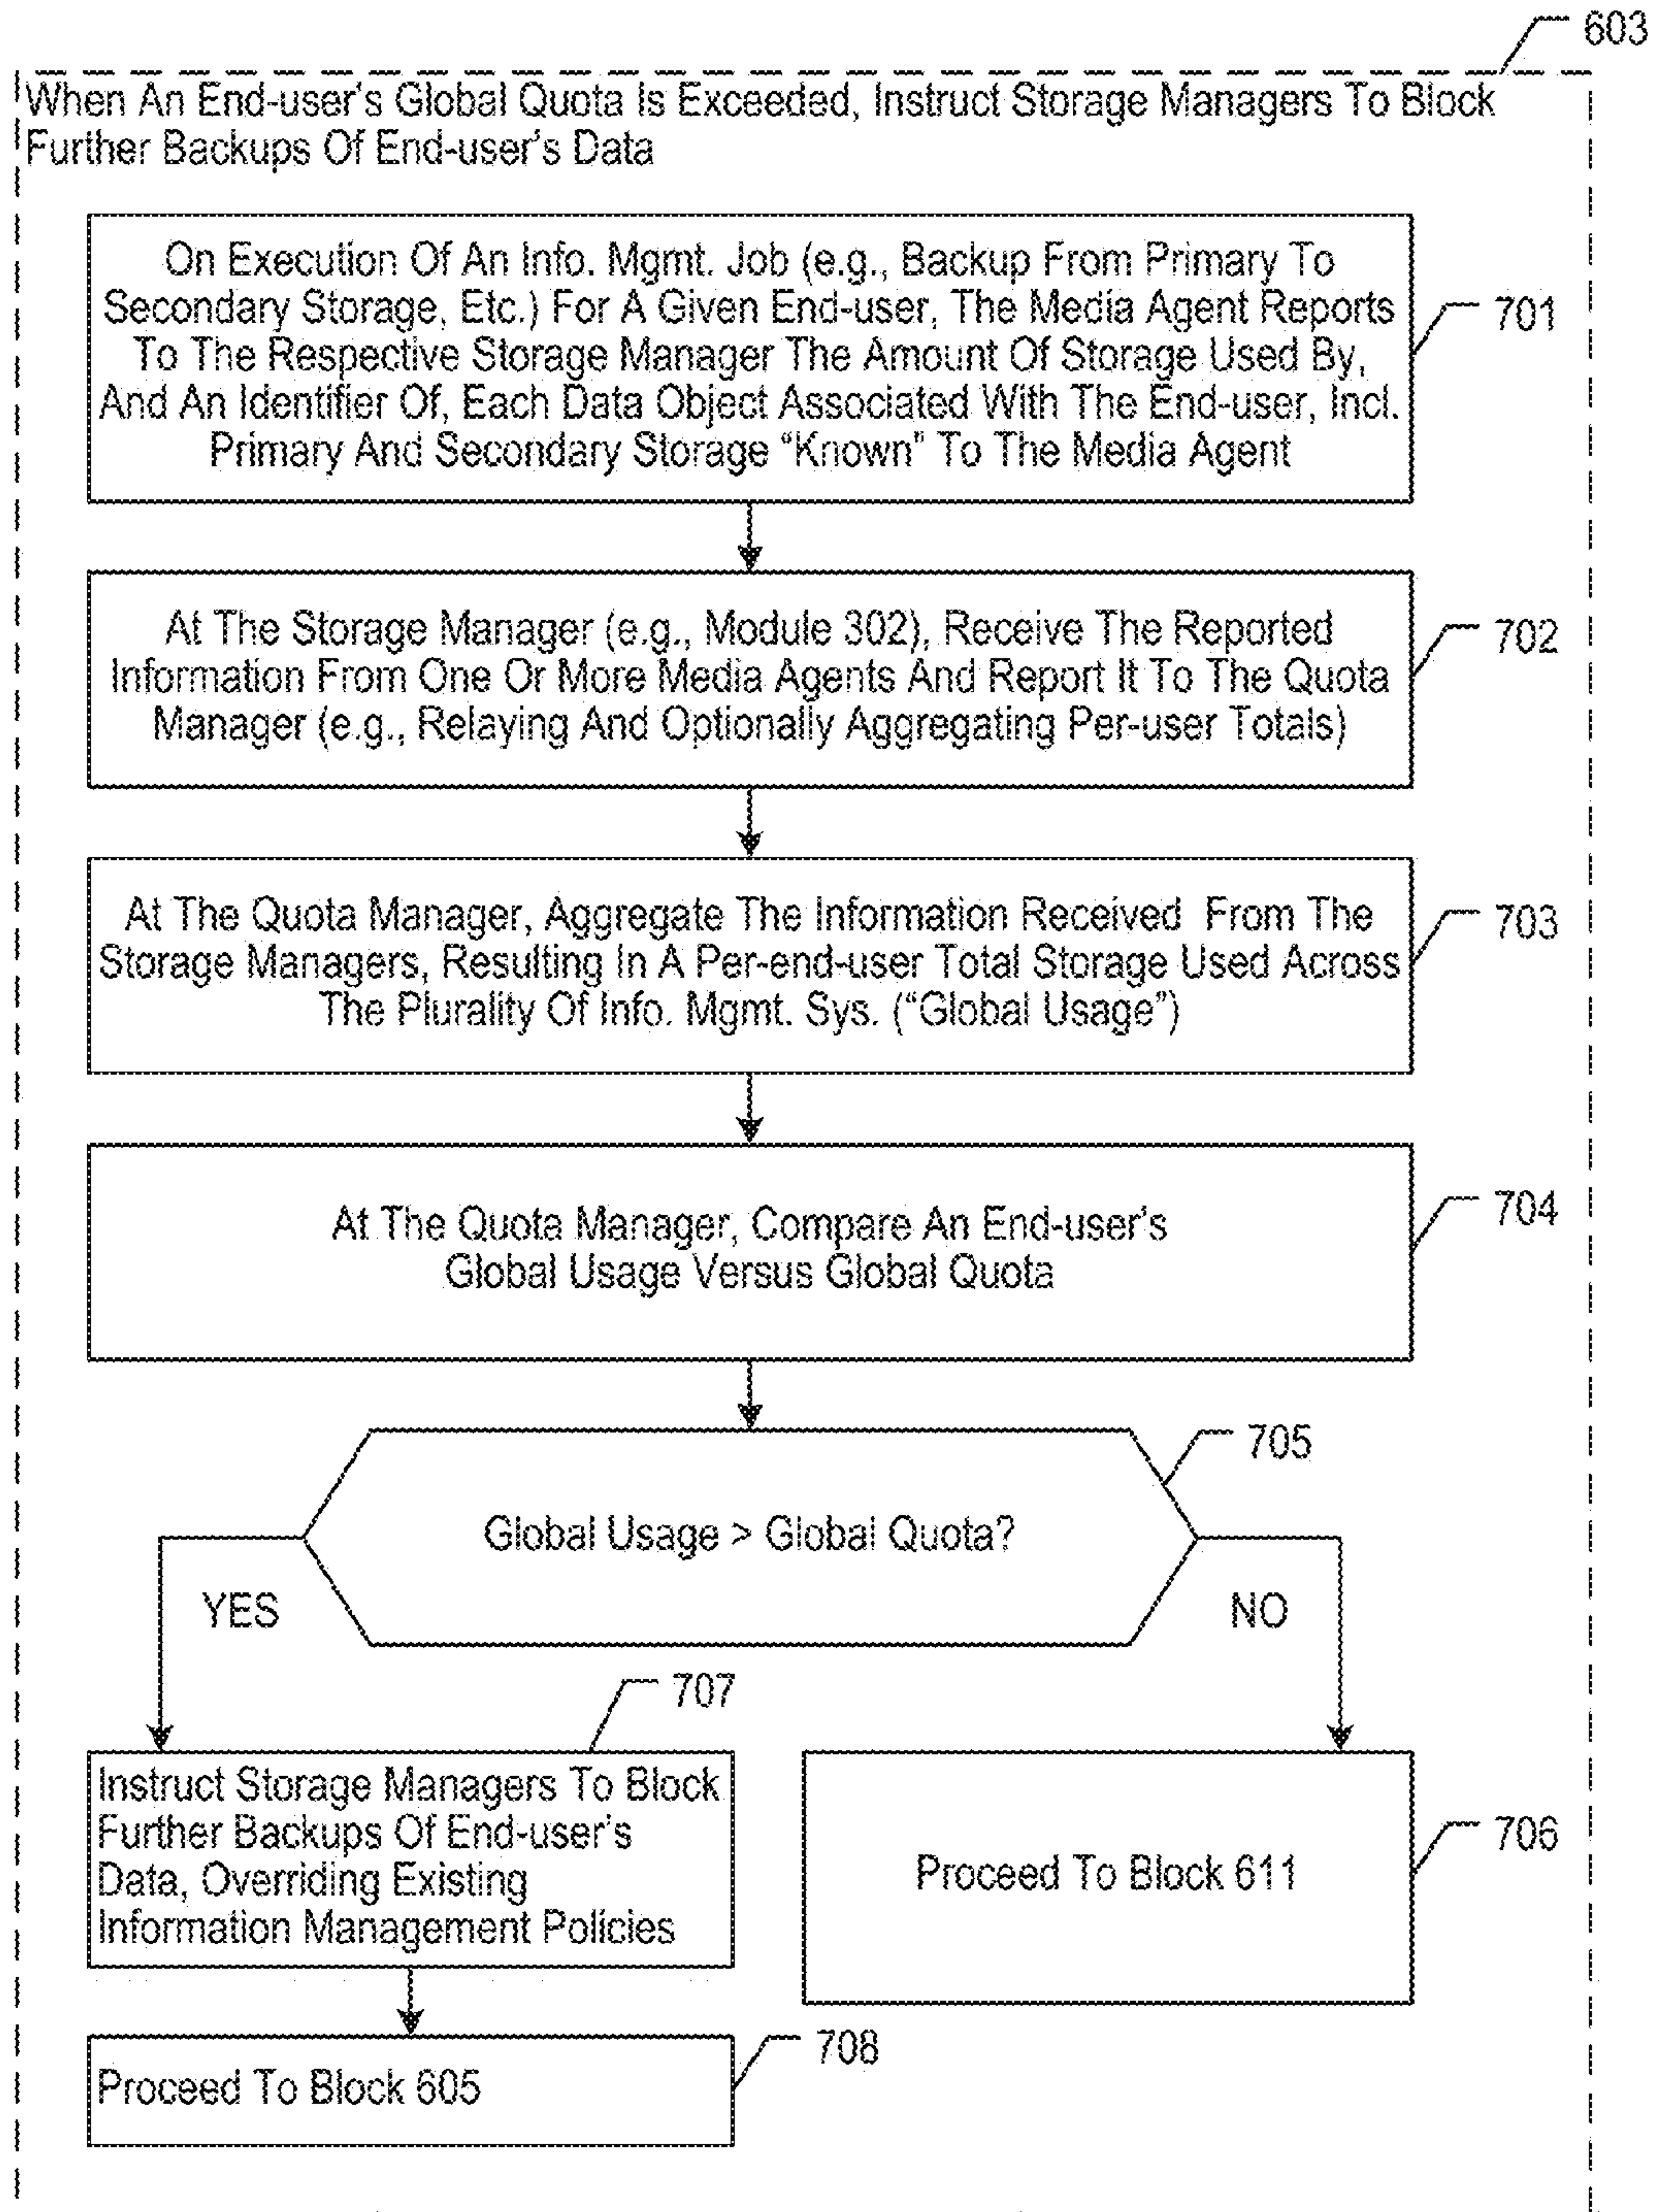 603
When An End-user's Global Quota Is Exceeded, Instruct Storage Managers To Block
Further Backups Of End-user's Data
On Execution Of An Info. Mgmt. Job (e.g., Backup From Primary To
Secondary Storage, Etc.) For A Given End-user, The Media Agent Reports
To The Respective Storage Manager The Amount Of Storage Used By,
And An Identifier Of, Each Data Object Associated With The End-user, Incl.
Primary And Secondary Storage “Known” To The Media Agent
701
At The Storage Manager (e.g., Module 302), Receive The Reported
Information From One Or More Media Agents And Report It To The Quota
Manager (e.g., Relaying And Optionally Aggregating Per-user Totals)
702
At The Quota Manager, Aggregate The Information Received From The
Storage Managers, Resulting In A Per-end-user Total Storage Used Across
The Plurality Of Info. Mgmt. Sys. (“Global Usage”)
703
At The Quota Manager, Compare An End-user's
Global Usage Versus Global Quota
704
705
Global Usage > Global Quota?
YES
NO
707
Instruct Storage Managers To Block
Further Backups Of End-user's
Data, Overriding Existing
Information Management Policies
Proceed To Block 611
706
Proceed To Block 605
708